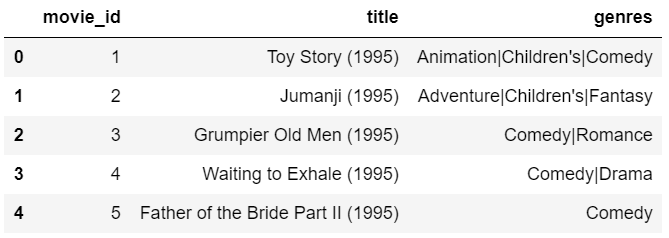 movie_id title genres
0 1 Toy Story (1995) Animation|Children's|Comedy
1 2 Jumanji (1995) Adventure|Children's|Fantasy
2 3 Grumpier Old Men (1995) Comedy|Romance
3 4 Waiting to Exhale (1995) Comedy|Drama
4 5 Father of the Bride Part II (1995) Comedy